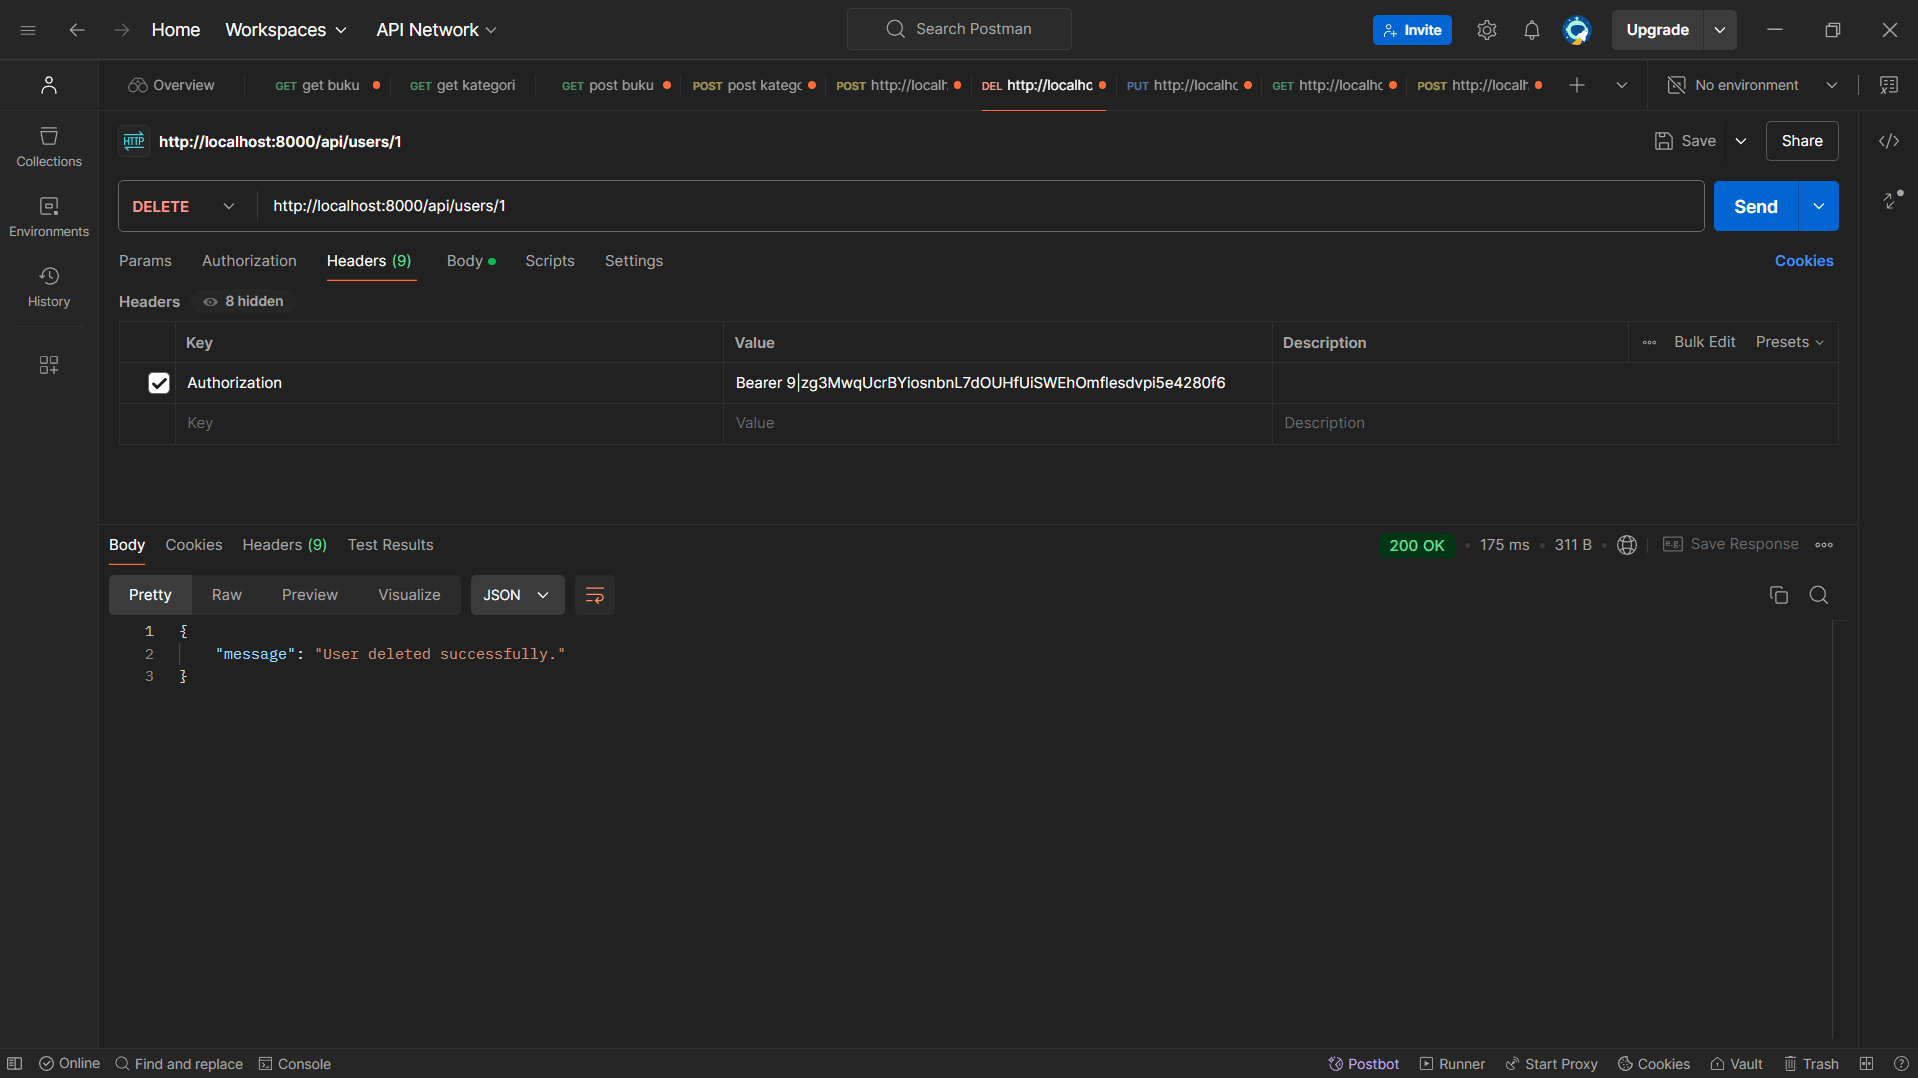 Home Workspaces API Network Search Postman Invite Upgrade
Overview GET get buku GET get kategori GET post buku POST post katego POST http://localh DEL http://localho PUT http://localho GET http://localho POST http://localh No environment
HTTP http://localhost:8000/api/users/1 Save Share
Collections
DELETE http://localhost:8000/api/users/1 Send
Environments
Params Authorization Headers (9) Body Scripts Settings Cookies
History
Headers 8 hidden
Key Value Description Bulk Edit Presets
Authorization Bearer 9|zg3MwqUcrBYiosnbnL7dOUHfUiSWEhOmflesdvpi5e4280f6
Key Value Description
Body Cookies Headers (9) Test Results 200 OK 175 ms 311 B e.g. Save Response
Pretty Raw Preview Visualize JSON
1 {
2 "message": "User deleted successfully."
3 }
Online Find and replace Console Postbot Runner Start Proxy Cookies Vault Trash